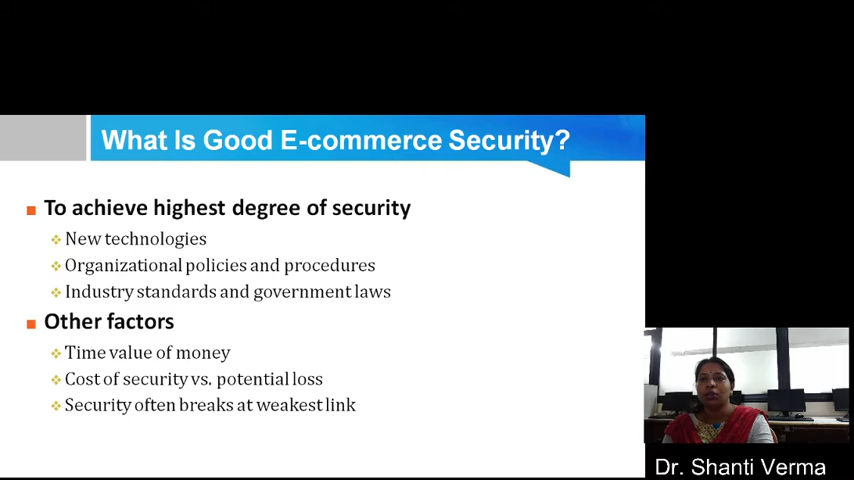 What Is Good E-commerce Security?
To achieve highest degree of security
New technologies
Organizational policies and procedures
Industry standards and government laws
Other factors
Time value of money
Cost of security vs. potential loss
Security often breaks at weakest link
Dr. Shanti Verma